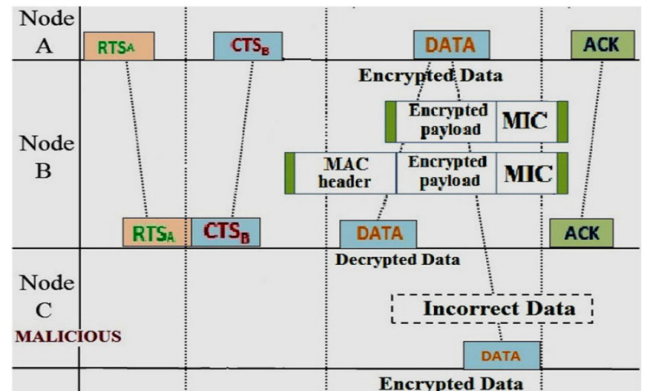 Node
A
RTSA
CTSB
DATA
ACK
Encrypted Data
Encrypted
payload
MIC
Node
B
MAC
header
Encrypted
payload
MIC
RTSA
CTSB
DATA
ACK
Decrypted Data
Node
C
MALICIOUS
Incorrect Data
DATA
Encrypted Data